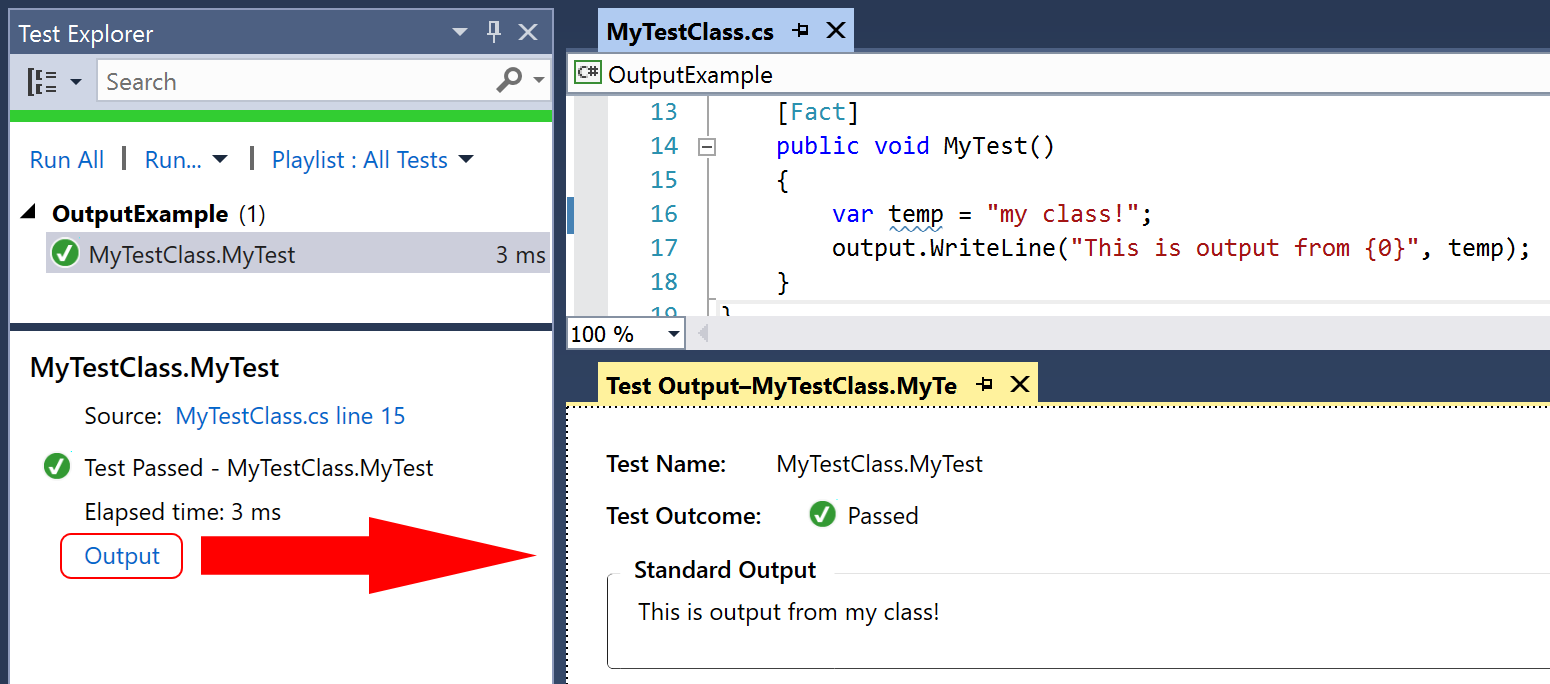 Test Explorer
Search
Run All | Run... | Playlist : All Tests
OutputExample (1)
MyTestClass.MyTest 3 ms
MyTestClass.MyTest
Source: MyTestClass.cs line 15
Test Passed - MyTestClass.MyTest
Elapsed time: 3 ms
Output
MyTestClass.cs
C# OutputExample
13 [Fact]
14 public void MyTest()
15 {
16 var temp = "my class!";
17 output.WriteLine("This is output from {0}", temp);
18 }
19 }
100 %
Test Output–MyTestClass.MyTe
Test Name: MyTestClass.MyTest
Test Outcome: Passed
Standard Output
This is output from my class!